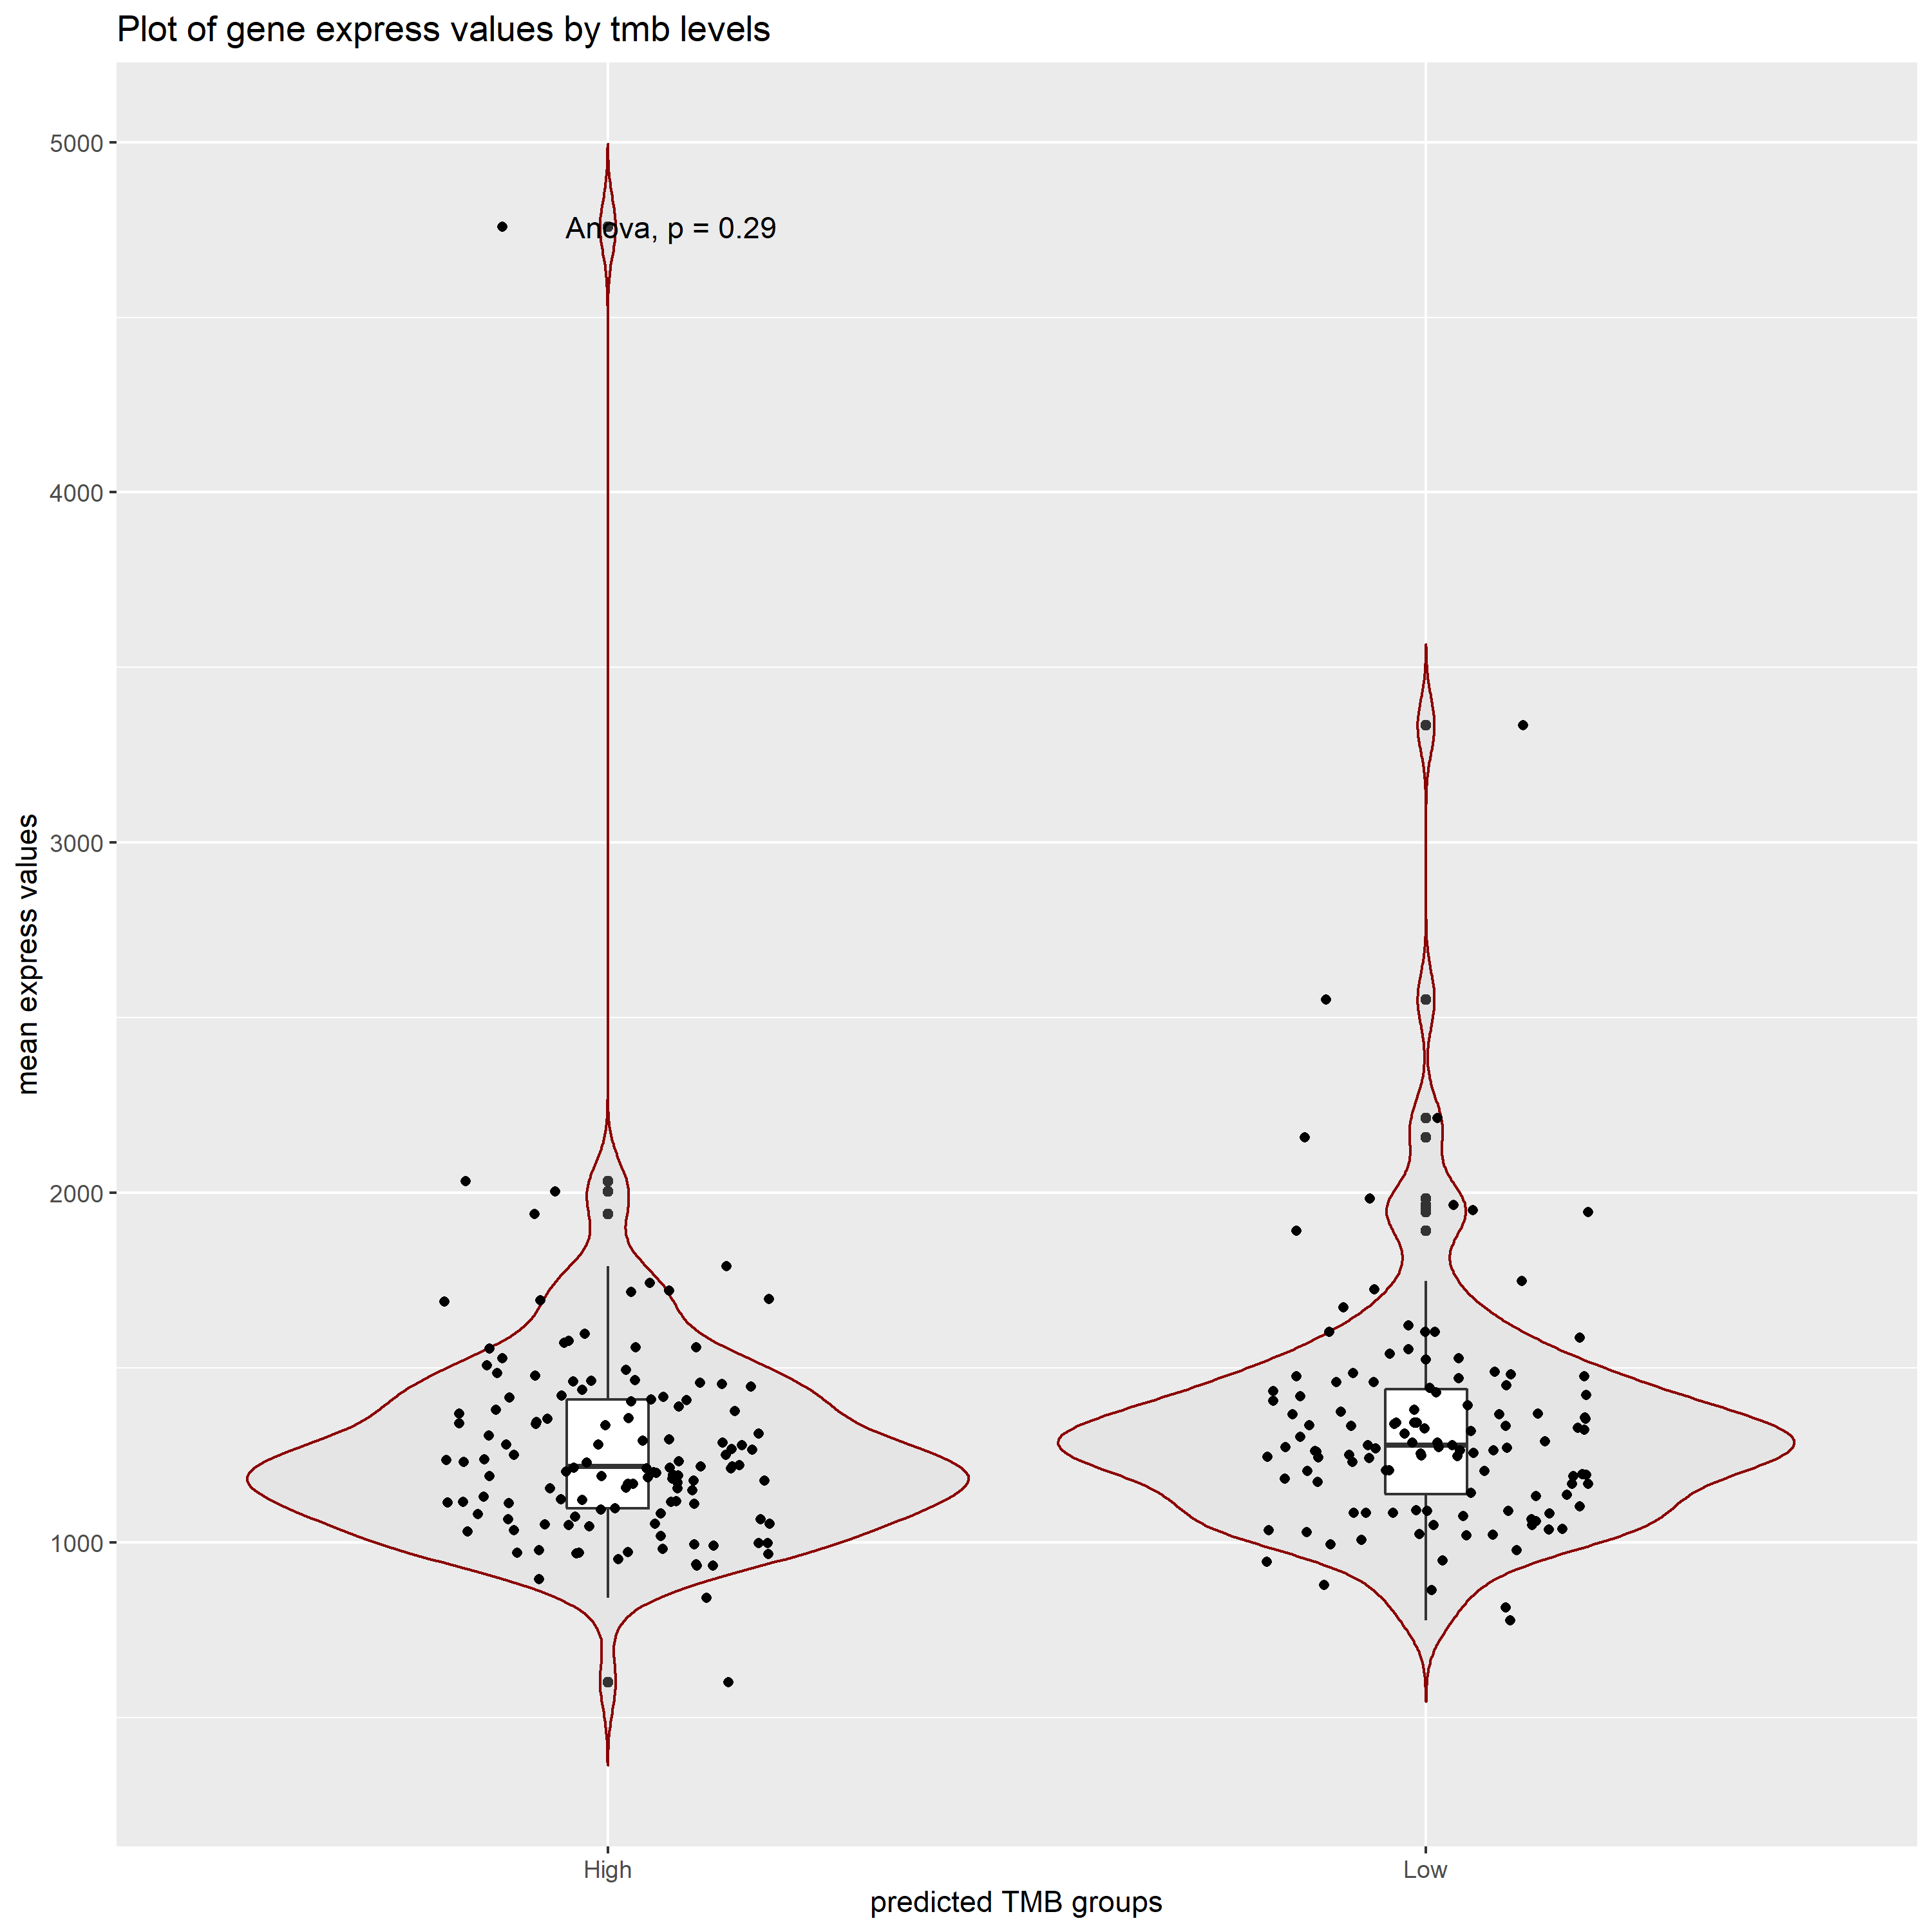 Plot of gene express values by tmb levels
5000
Anova, p = 0.29
4000
3000
mean express values
2000
1000
High
Low
predicted TMB groups